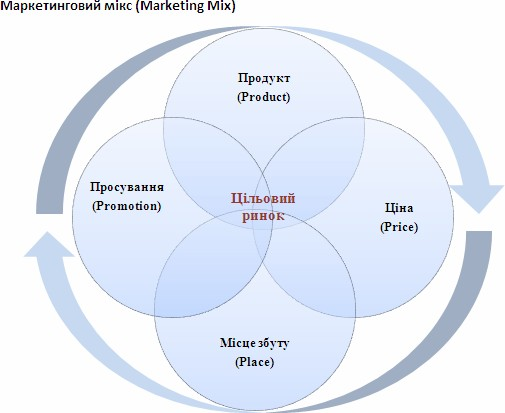 Маркетинговий мікс (Marketing Mix)
Продукт
(Product)
Просування
(Promotion)
Цільовий
ринок
Ціна
(Price)
Місце збуту
(Place)